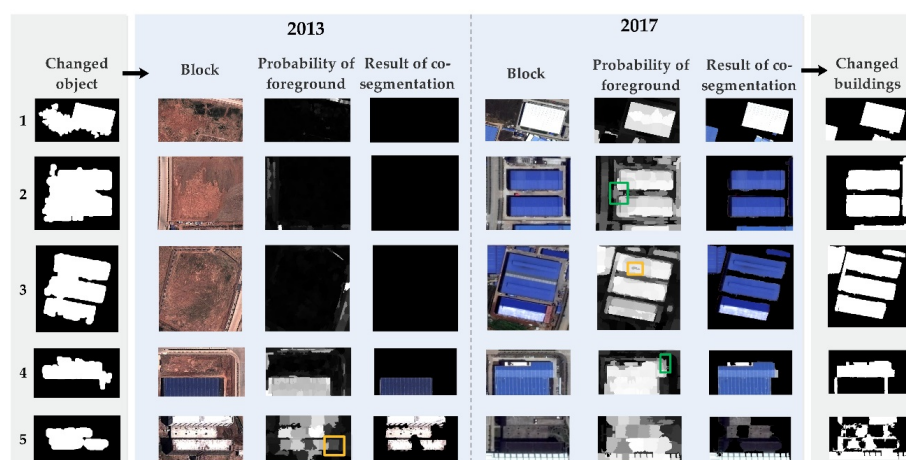 2013
2017
Changed
object
Block
Probability of
foreground
Result of co-
segmentation
Block
Probability of
foreground
Result of co-
segmentation
Changed
buildings
1
2
3
4
5